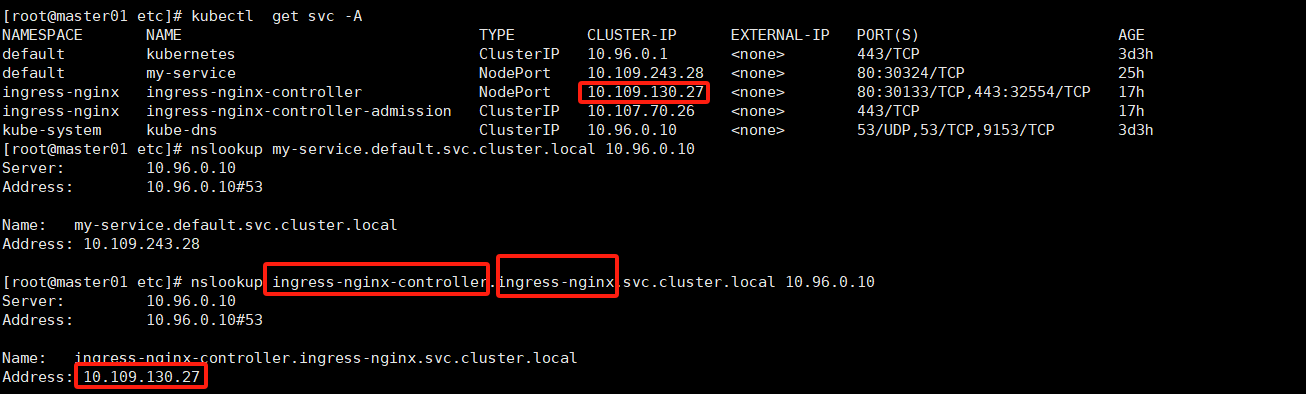 [root@master01 etc]# kubectl  get svc -A
NAMESPACE       NAME                                 TYPE        CLUSTER-IP       EXTERNAL-IP   PORT(S)                      AGE
default         kubernetes                           ClusterIP   10.96.0.1        <none>        443/TCP                      3d3h
default         my-service                           NodePort    10.109.243.28    <none>        80:30324/TCP                 25h
ingress-nginx   ingress-nginx-controller             NodePort    10.109.130.27    <none>        80:30133/TCP,443:32554/TCP   17h
ingress-nginx   ingress-nginx-controller-admission   ClusterIP   10.107.70.26     <none>        443/TCP                      17h
kube-system     kube-dns                             ClusterIP   10.96.0.10       <none>        53/UDP,53/TCP,9153/TCP       3d3h
[root@master01 etc]# nslookup my-service.default.svc.cluster.local 10.96.0.10
Server:         10.96.0.10
Address:        10.96.0.10#53
Name:   my-service.default.svc.cluster.local
Address: 10.109.243.28
[root@master01 etc]# nslookup ingress-nginx-controller.ingress-nginx.svc.cluster.local 10.96.0.10
Server:         10.96.0.10
Address:        10.96.0.10#53
Name:   ingress-nginx-controller.ingress-nginx.svc.cluster.local
Address: 10.109.130.27